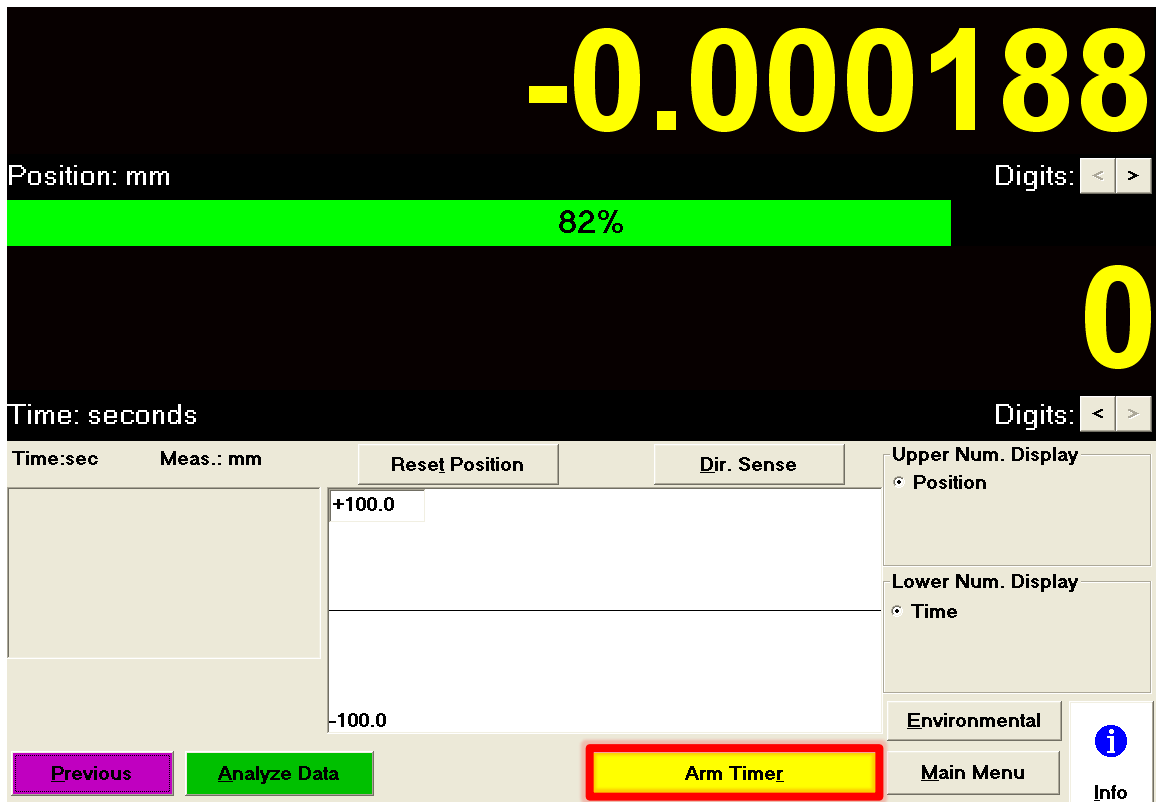 -0.000188
Position: mm
Digits: < >
82%
0
Time: seconds
Digits: < >
Time:sec Meas.: mm
Reset Position
Dir. Sense
Upper Num. Display
Position
+100.0
Lower Num. Display
Time
-100.0
Environmental
Previous
Analyze Data
Arm Timer
Main Menu
i
Info